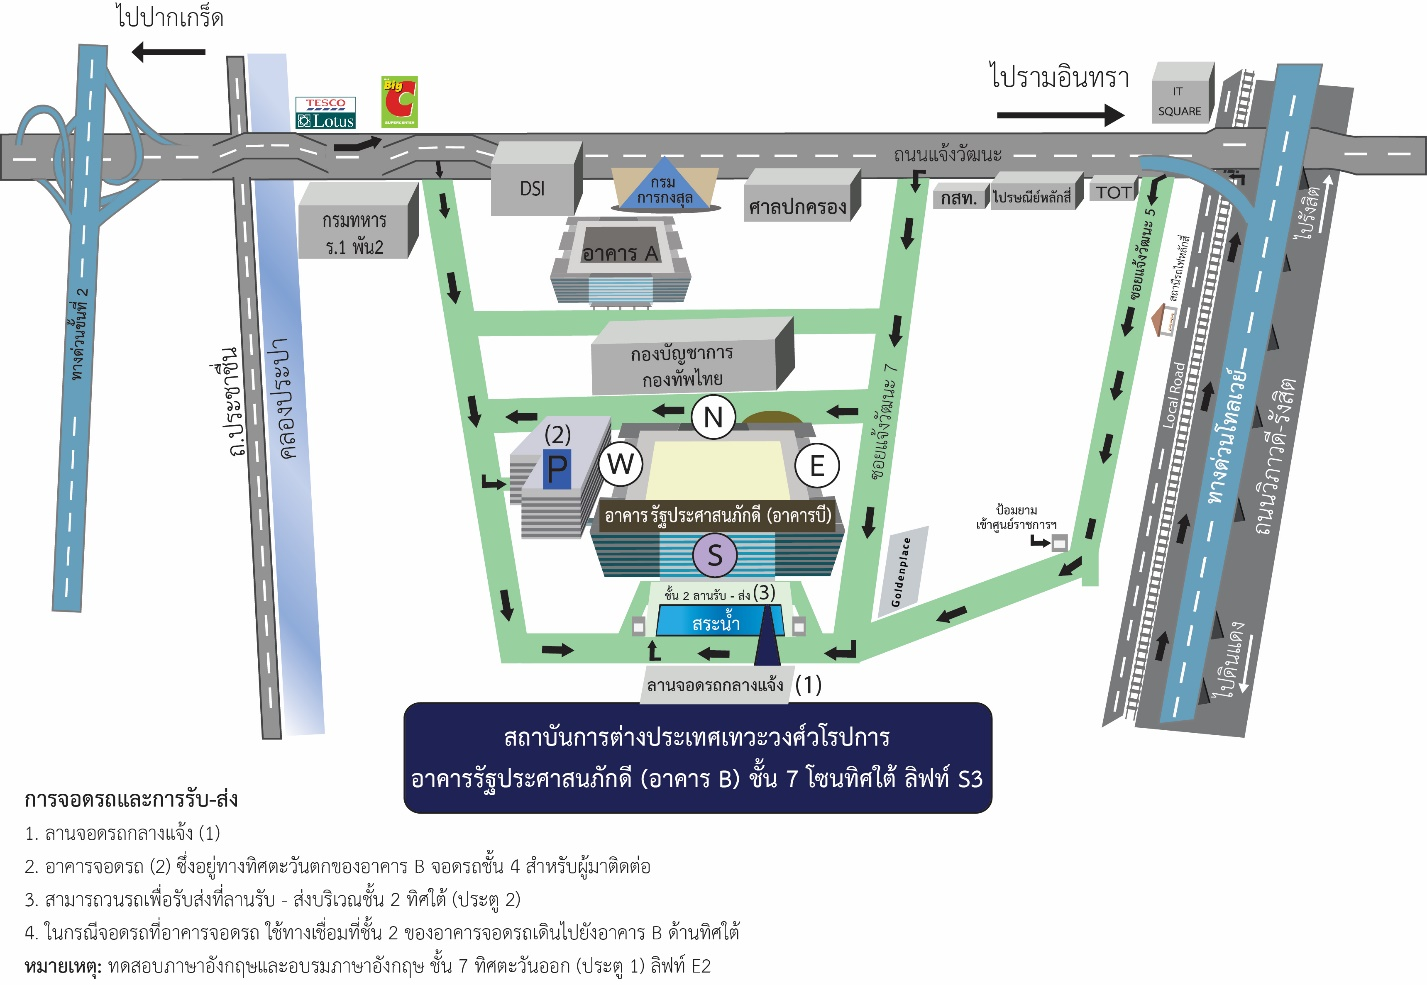 ไปปากเกร็ด
ไปรามอินทรา
IT
SQUARE
TESCO
Lotus
Big
C
SUPERCENTER
ถนนแจ้งวัฒนะ
DSI
กรม
การกงสุล
ศาลปกครอง
กสท.
ไปรษณีย์หลักสี่
TOT
กรมทหาร
ร.1 พัน2
อาคาร A
ซอยแจ้งวัฒนะ 5
สถานีรถไฟหลักสี่
ไปรังสิต
ทางด่วนขั้นที่ 2
ถ.ประชาชื่น
คลองประปา
กองบัญชาการ
กองทัพไทย
ซอยแจ้งวัฒนะ 7
Local Road
ทางด่วนโทลเวย์
ถนนวิภาวดี-รังสิต
N
(2)
P
W
E
อาคารรัฐประศาสนภักดี (อาคารบี)
S
ป้อมยาม
เข้าศูนย์ราชการฯ
Goldenplace
ชั้น 2 ลานรับ - ส่ง (3)
สระน้ำ
ไปดินแดง
ลานจอดรถกลางแจ้ง (1)
สถาบันการต่างประเทศเทวะวงศ์วโรปการ
อาคารรัฐประศาสนภักดี (อาคาร B) ชั้น 7 โซนทิศใต้ ลิฟท์ S3
การจอดรถและการรับ-ส่ง
1. ลานจอดรถกลางแจ้ง (1)
2. อาคารจอดรถ (2) ซึ่งอยู่ทางทิศตะวันตกของอาคาร B จอดรถชั้น 4 สำหรับผู้มาติดต่อ
3. สามารถวนรถเพื่อรับส่งที่ลานรับ - ส่งบริเวณชั้น 2 ทิศใต้ (ประตู 2)
4. ในกรณีจอดรถที่อาคารจอดรถ ใช้ทางเชื่อมที่ชั้น 2 ของอาคารจอดรถเดินไปยังอาคาร B ด้านทิศใต้
หมายเหตุ: ทดสอบภาษาอังกฤษและอบรมภาษาอังกฤษ ชั้น 7 ทิศตะวันออก (ประตู 1) ลิฟท์ E2